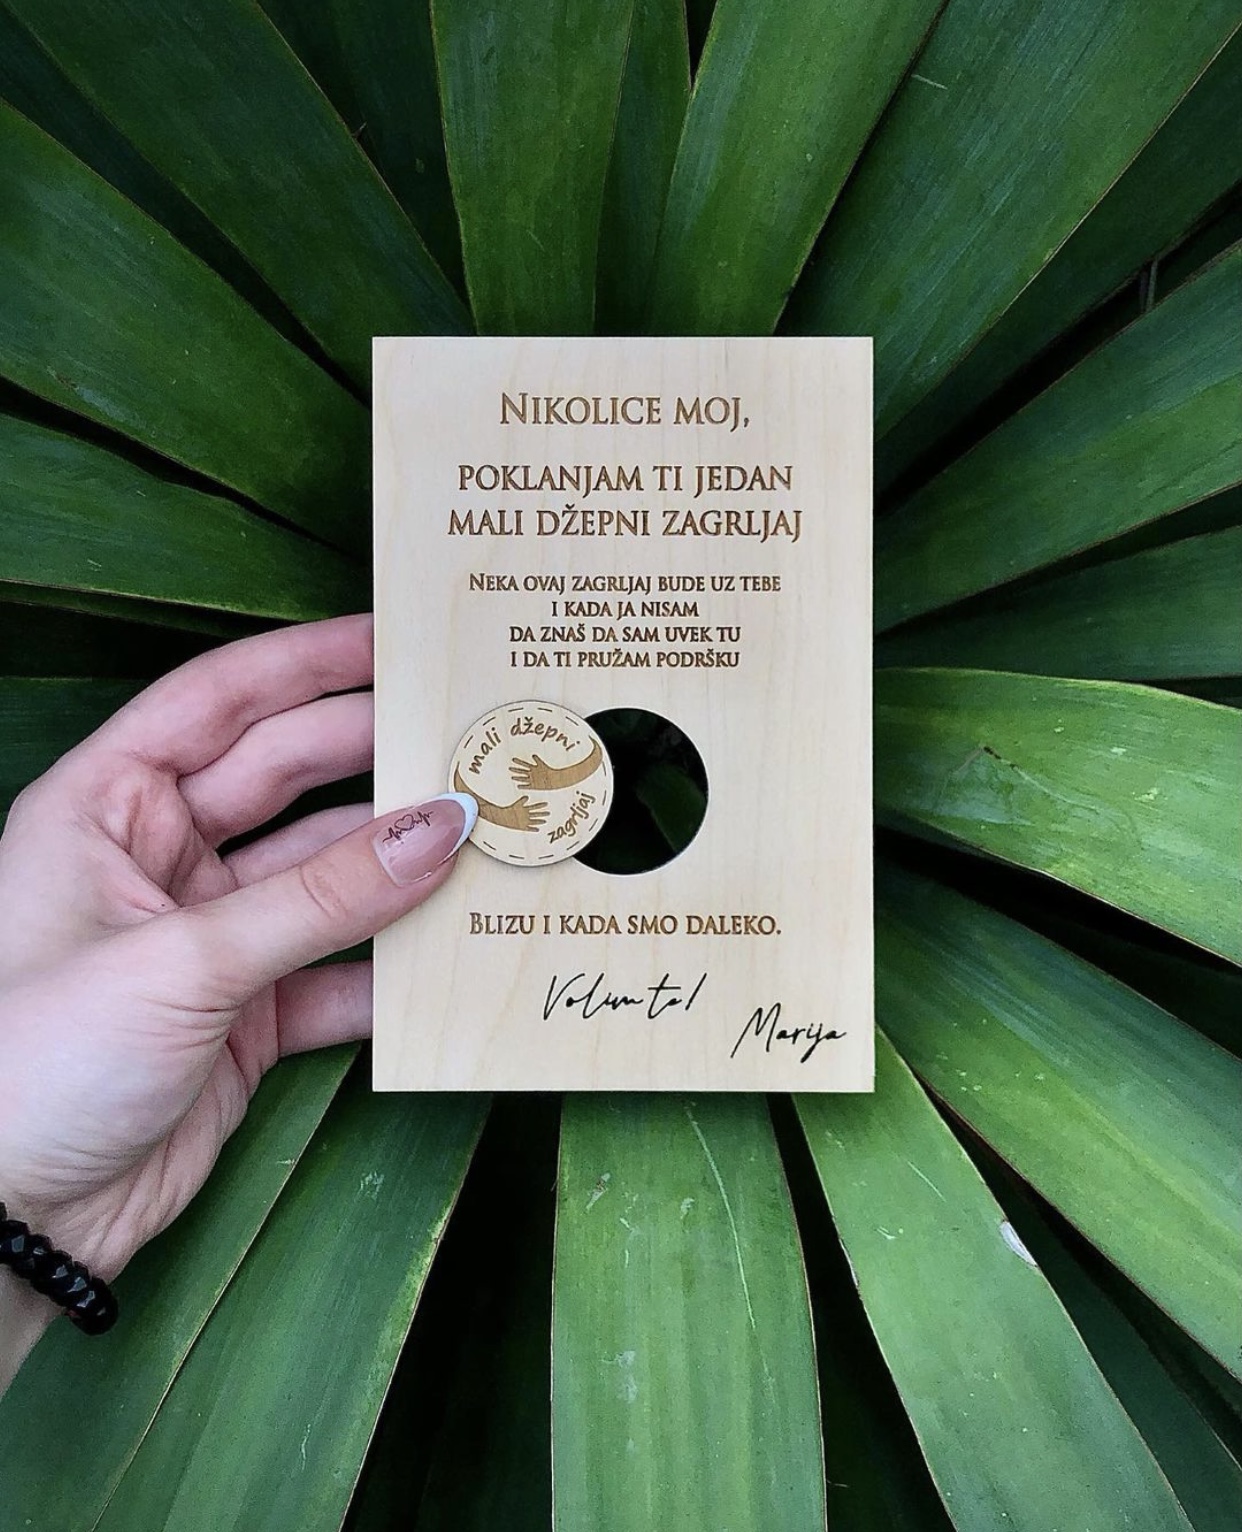 NIKOLICE MOJ,
POKLANJAM TI JEDAN
MALI DŽEPNI ZAGRLJAJ
NEKA OVAJ ZAGRLJAJ BUDE UZ TEBE
I KADA JA NISAM
DA ZNAŠ DA SAM UVEK TU
I DA TI PRUŽAM PODRŠKU
mali džepni
zagrljaj
BLIZU I KADA SMO DALEKO.
Volim te!
Marija